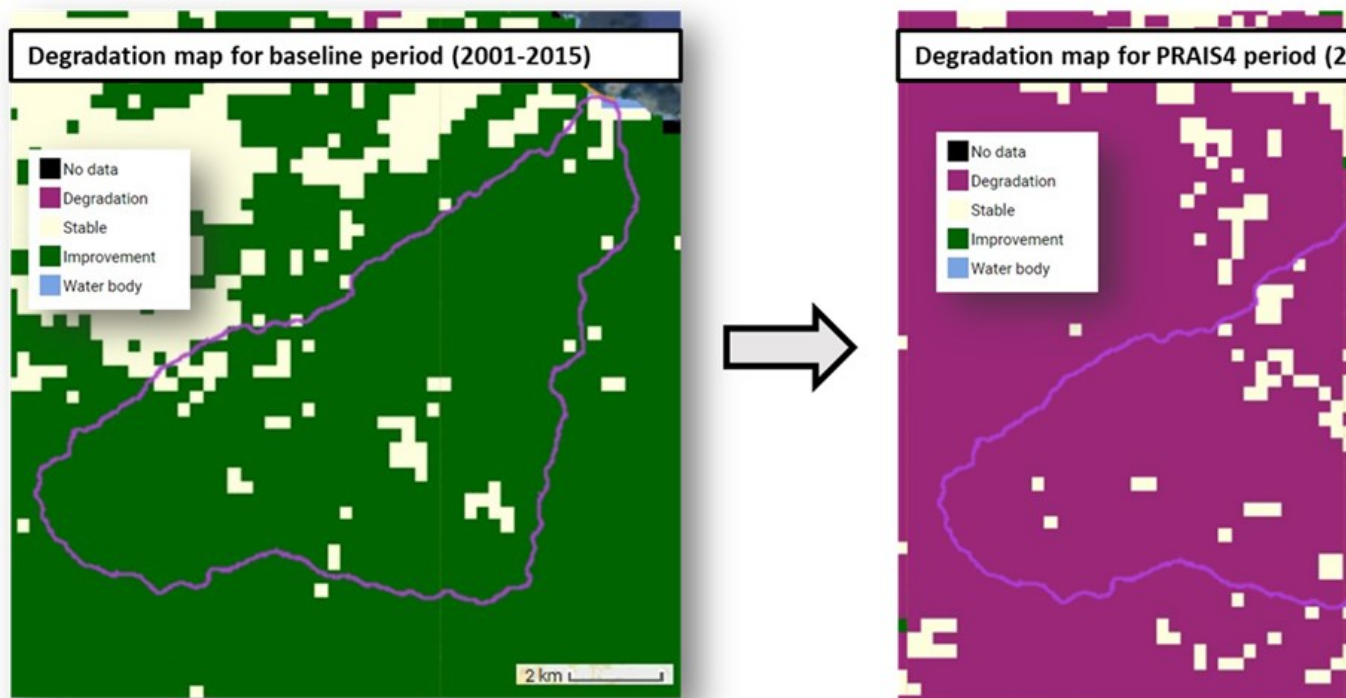 Degradation map for baseline period (2001-2015)
No data
Degradation
Stable
Improvement
Water body
2 km
Degradation map for PRAIS4 period (2
No data
Degradation
Stable
Improvement
Water body